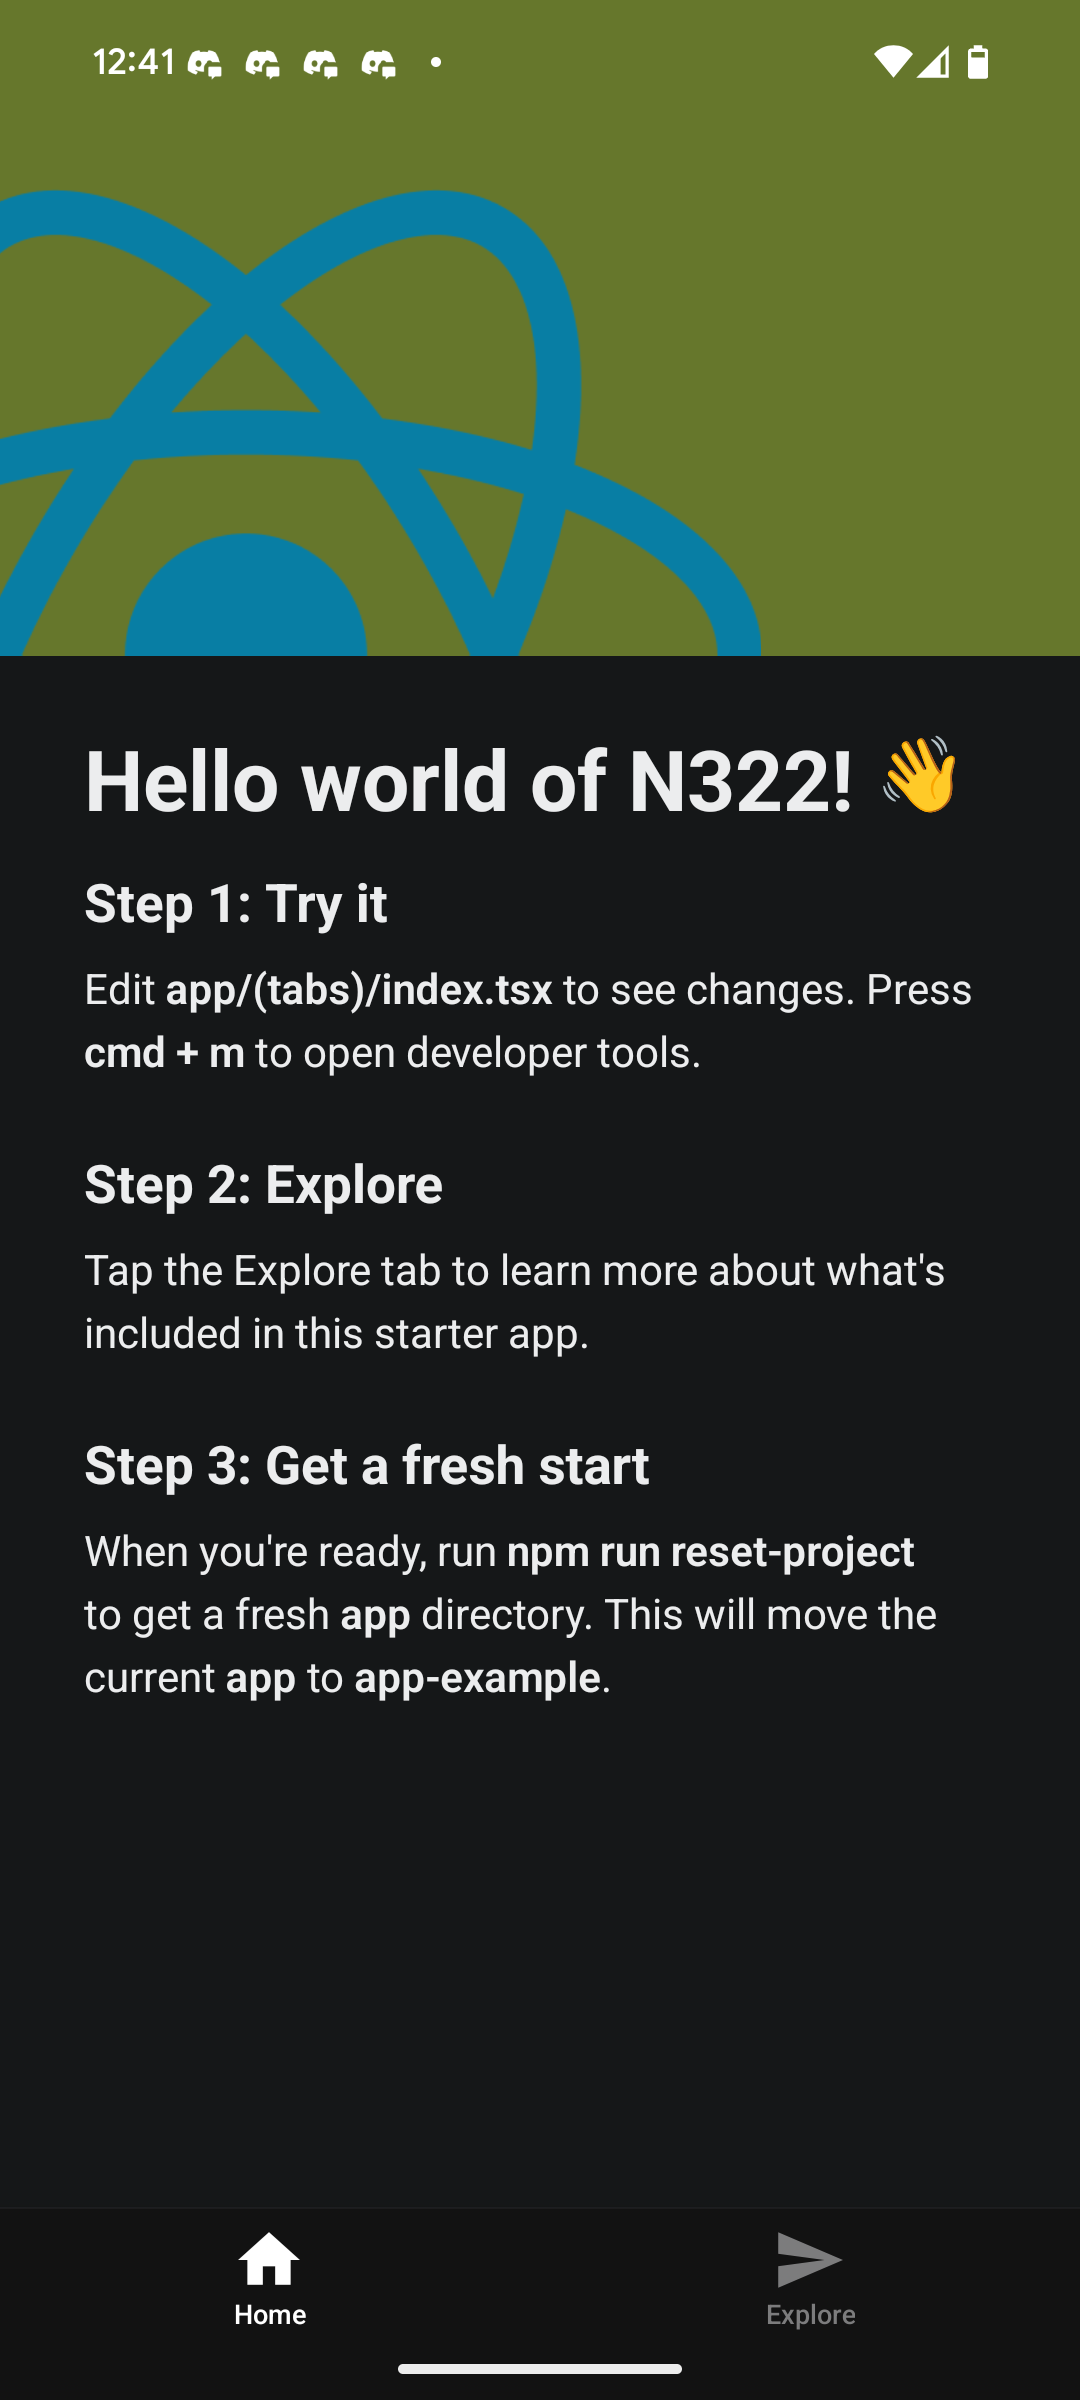 12:41
Hello world of N322! 👋
Step 1: Try it
Edit app/(tabs)/index.tsx to see changes. Press
cmd + m to open developer tools.
Step 2: Explore
Tap the Explore tab to learn more about what's
included in this starter app.
Step 3: Get a fresh start
When you're ready, run npm run reset-project
to get a fresh app directory. This will move the
current app to app-example.
Home
Explore